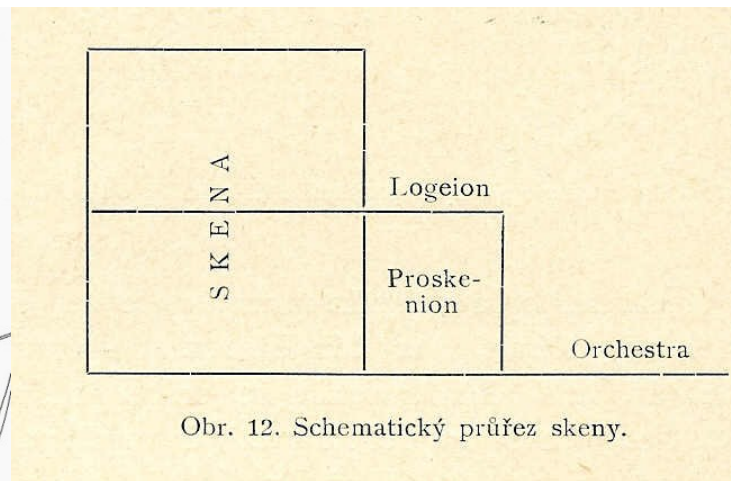 SKENA
Logeion
Proske-
nion
Orchestra
Obr. 12. Schematický průřez skeny.